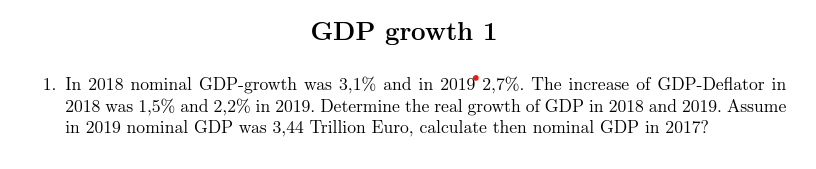 GDP growth 1
1. In 2018 nominal GDP-growth was 3,1% and in 2019 2,7%. The increase of GDP-Deflator in
2018 was 1,5% and 2,2% in 2019. Determine the real growth of GDP in 2018 and 2019. Assume
in 2019 nominal GDP was 3,44 Trillion Euro, calculate then nominal GDP in 2017?